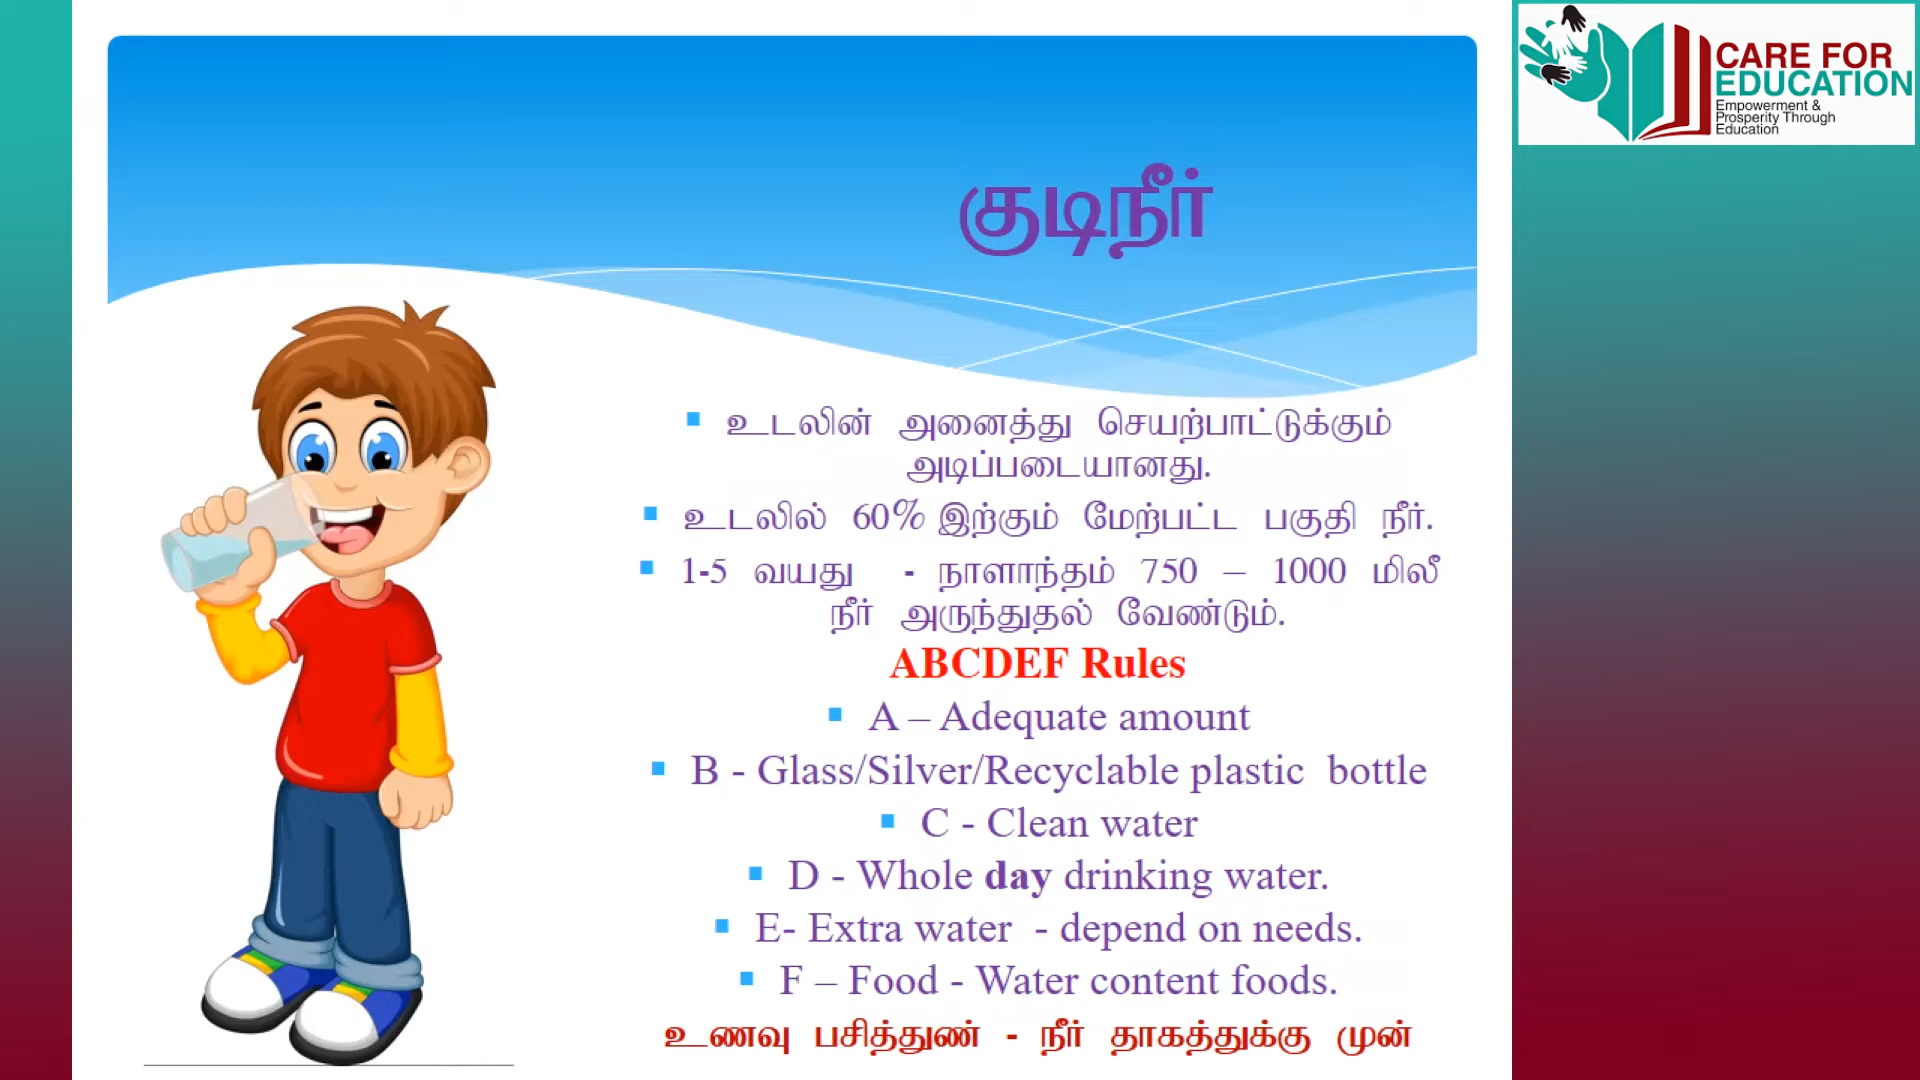 CARE FOR
EDUCATION
Empowerment &
Prosperity Through
Education
குடிநீர்
▪ உடலின் அனைத்து செயற்பாட்டுக்கும்
அடிப்படையானது.
▪ உடலில் 60% இற்கும் மேற்பட்ட பகுதி நீர்.
▪ 1-5 வயது - நாளாந்தம் 750 – 1000 மிலீ
நீர் அருந்துதல் வேண்டும்.
ABCDEF Rules
▪ A – Adequate amount
▪ B - Glass/Silver/Recyclable plastic bottle
▪ C - Clean water
▪ D - Whole day drinking water.
▪ E- Extra water - depend on needs.
▪ F – Food - Water content foods.
உணவு பசித்துண் - நீர் தாகத்துக்கு முன்